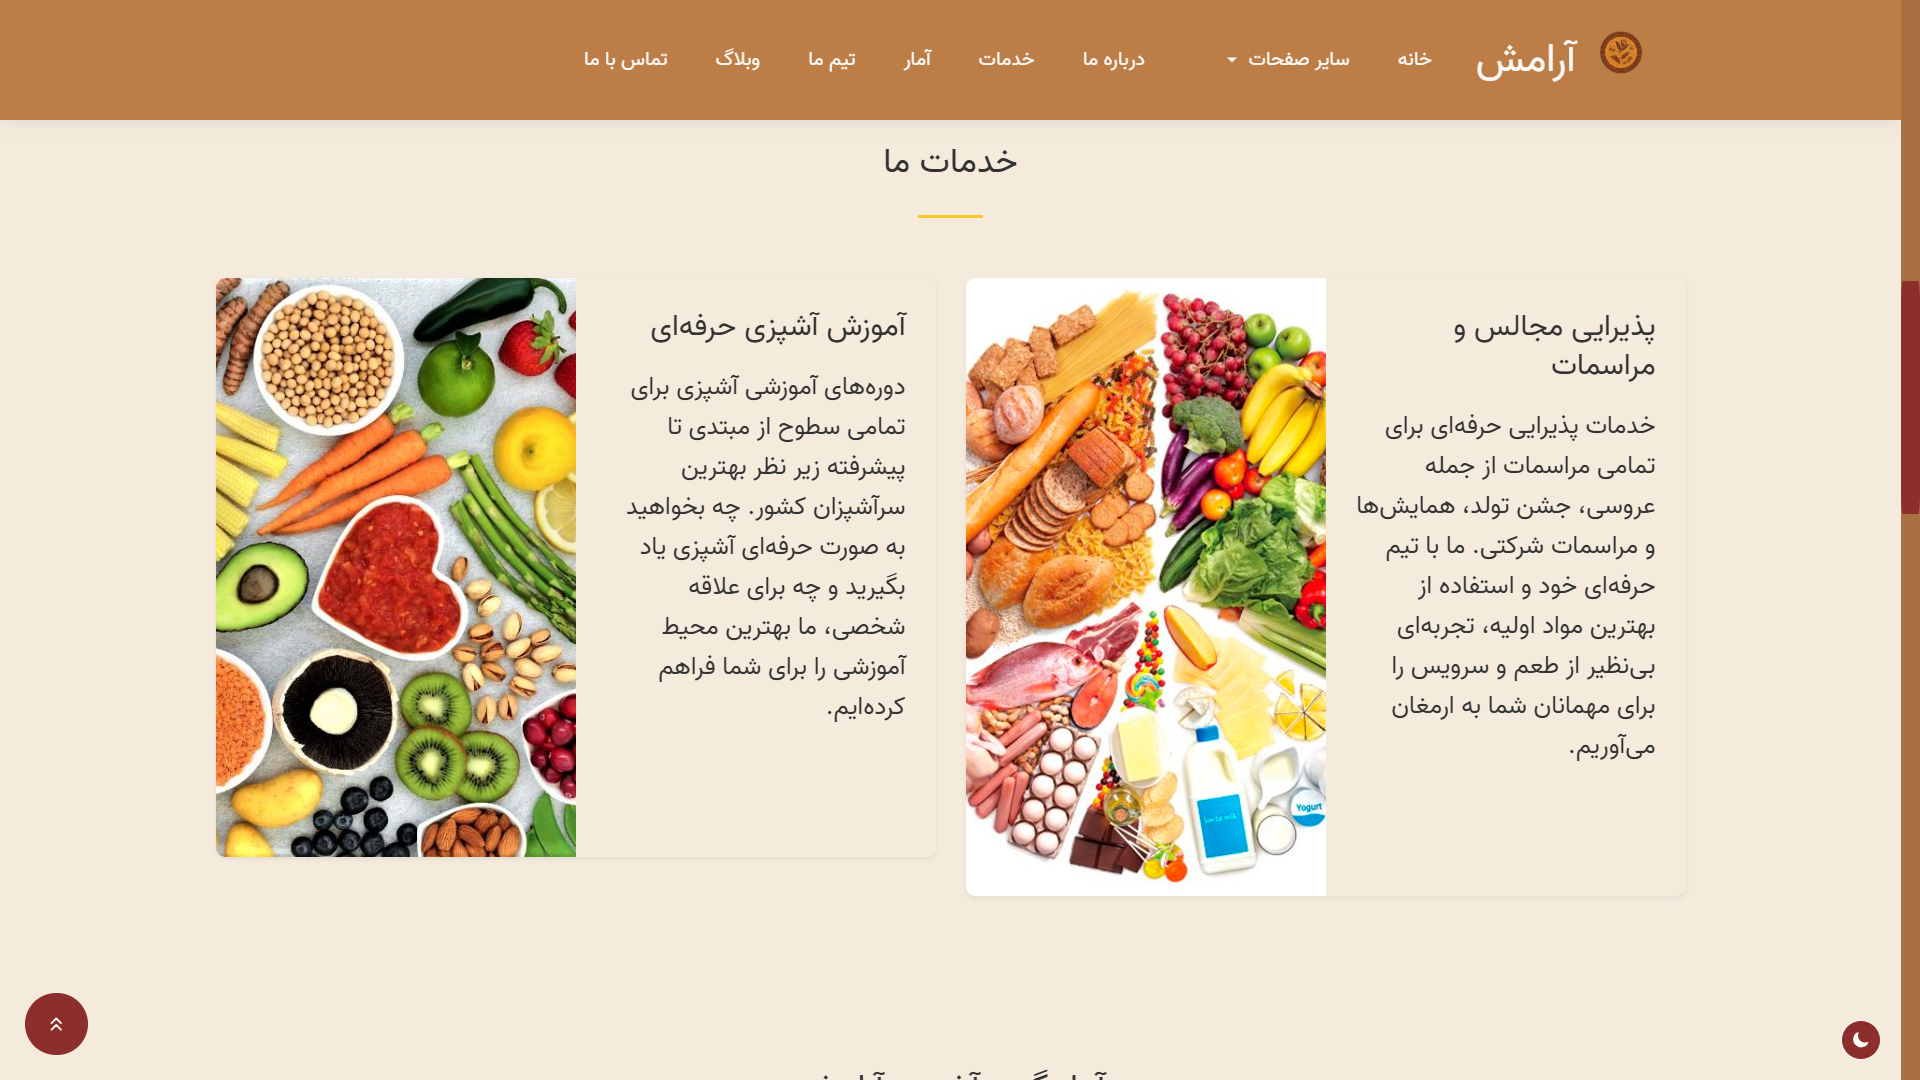 آرامش
خانه
سایر صفحات
درباره ما
خدمات
آمار
تیم ما
وبلاگ
تماس با ما
خدمات ما
پذیرایی مجالس و
مراسمات
خدمات پذیرایی حرفه‌ای برای
تمامی مراسمات از جمله
عروسی، جشن تولد، همایش‌ها
و مراسمات شرکتی. ما با تیم
حرفه‌ای خود و استفاده از
بهترین مواد اولیه، تجربه‌ای
بی‌نظیر از طعم و سرویس را
برای مهمانان شما به ارمغان
می‌آوریم.
Yogurt
low fat milk
آموزش آشپزی حرفه‌ای
دوره‌های آموزشی آشپزی برای
تمامی سطوح از مبتدی تا
پیشرفته زیر نظر بهترین
سرآشپزان کشور. چه بخواهید
به صورت حرفه‌ای آشپزی یاد
بگیرید و چه برای علاقه
شخصی، ما بهترین محیط
آموزشی را برای شما فراهم
کرده‌ایم.